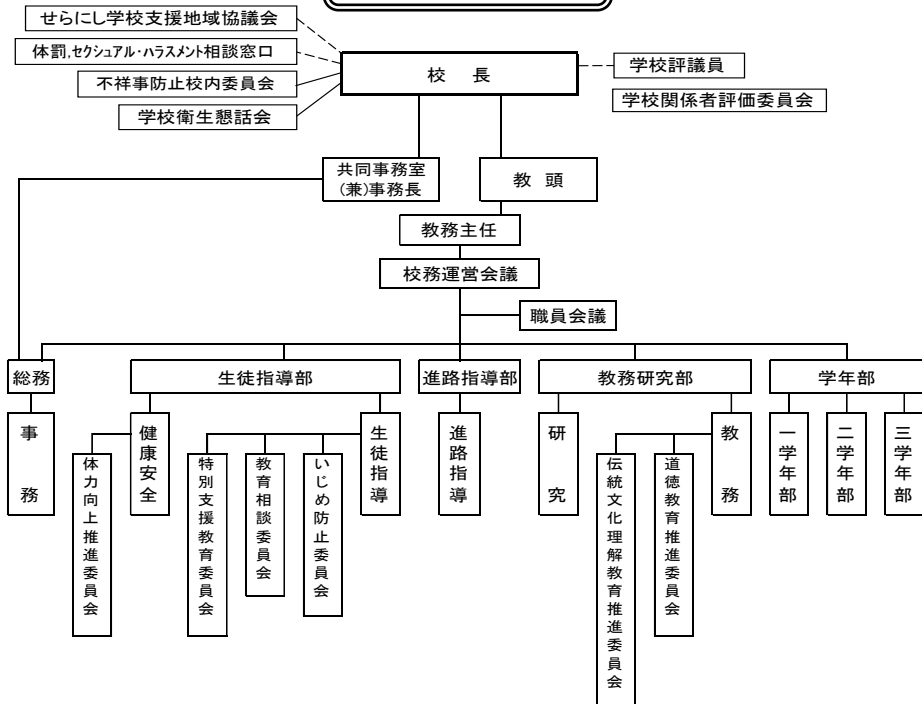 せらにし学校支援地域協議会
体罰,セクシュアル・ハラスメント相談窓口
不祥事防止校内委員会
学校衛生懇話会
校　長
学校評議員
学校関係者評価委員会
共同事務室
(兼)事務長
教　頭
教務主任
校務運営会議
職員会議
総務
生徒指導部
進路指導部
教務研究部
学年部
事　務
健康安全
体力向上推進委員会
特別支援教育委員会
教育相談委員会
いじめ防止委員会
生徒指導
進路指導
研　究
伝統文化理解教育推進委員会
道徳教育推進委員会
教　務
一学年部
二学年部
三学年部